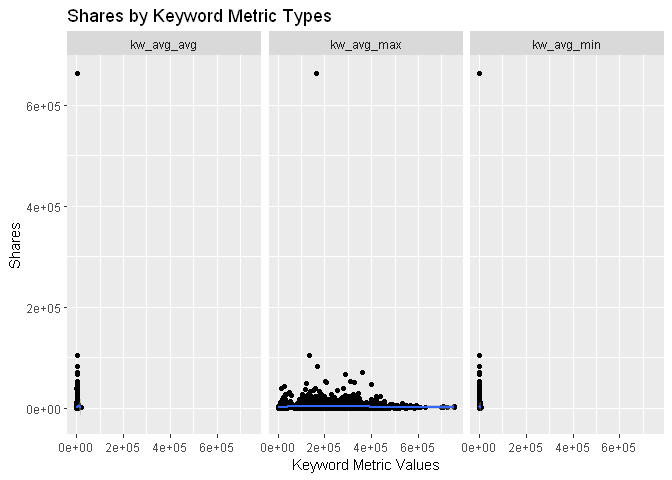 Shares by Keyword Metric Types
kw_avg_avg kw_avg_max kw_avg_min
6e+05
4e+05
2e+05
0e+00
Shares
0e+00 2e+05 4e+05 6e+05 0e+00 2e+05 4e+05 6e+05 0e+00 2e+05 4e+05 6e+05
Keyword Metric Values